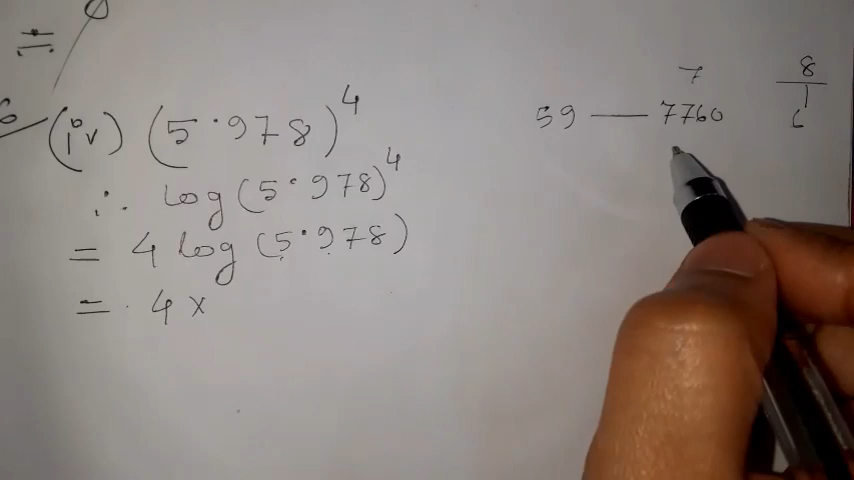 (iv) (5.978)^4
∴ log (5.978)^4
= 4 log (5.978)
= 4 ×
7 8
59 — 7760 6